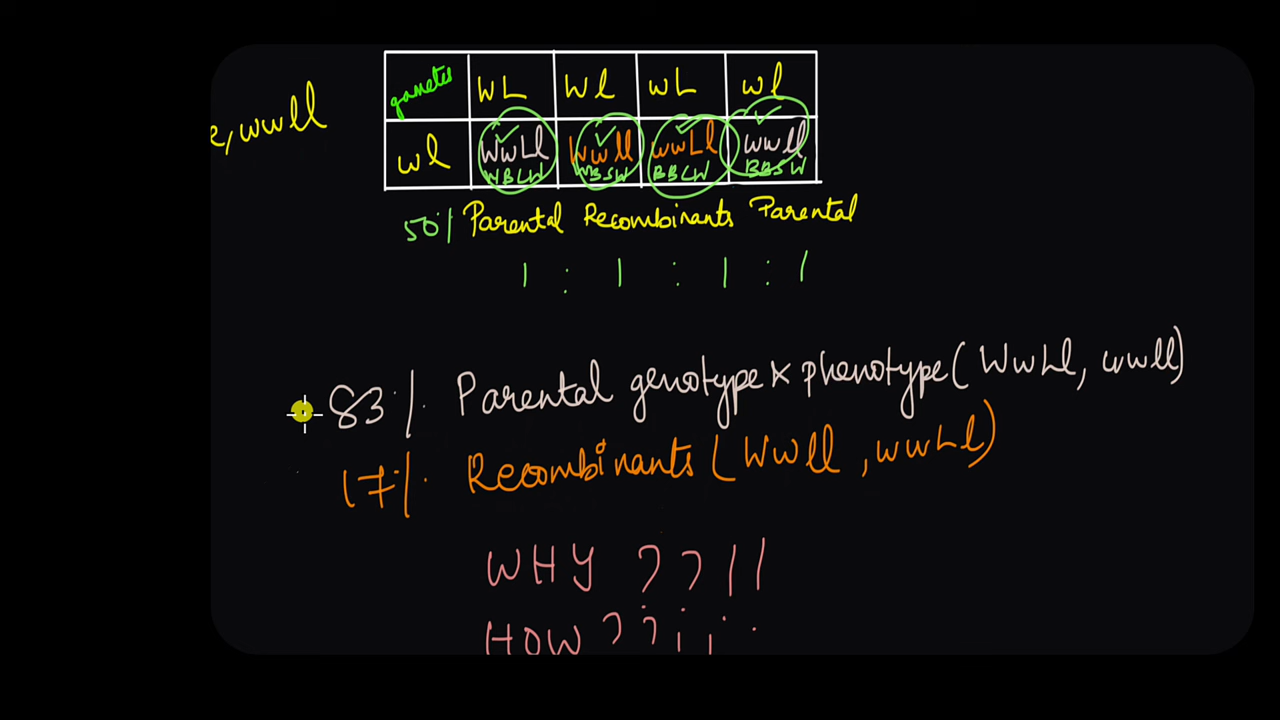 gametes WL Wl wL wl
e, wwll
wl WwLl Wwll wwLl wwll
WBLW WBSW BBLW BBSW
50% Parental Recombinants Parental
1 : 1 : 1 : 1
83%. Parental genotype x phenotype (WwLl, wwll)
17%. Recombinants (Wwll, wwLl)
WHY ??!!
HOW ??¡¡